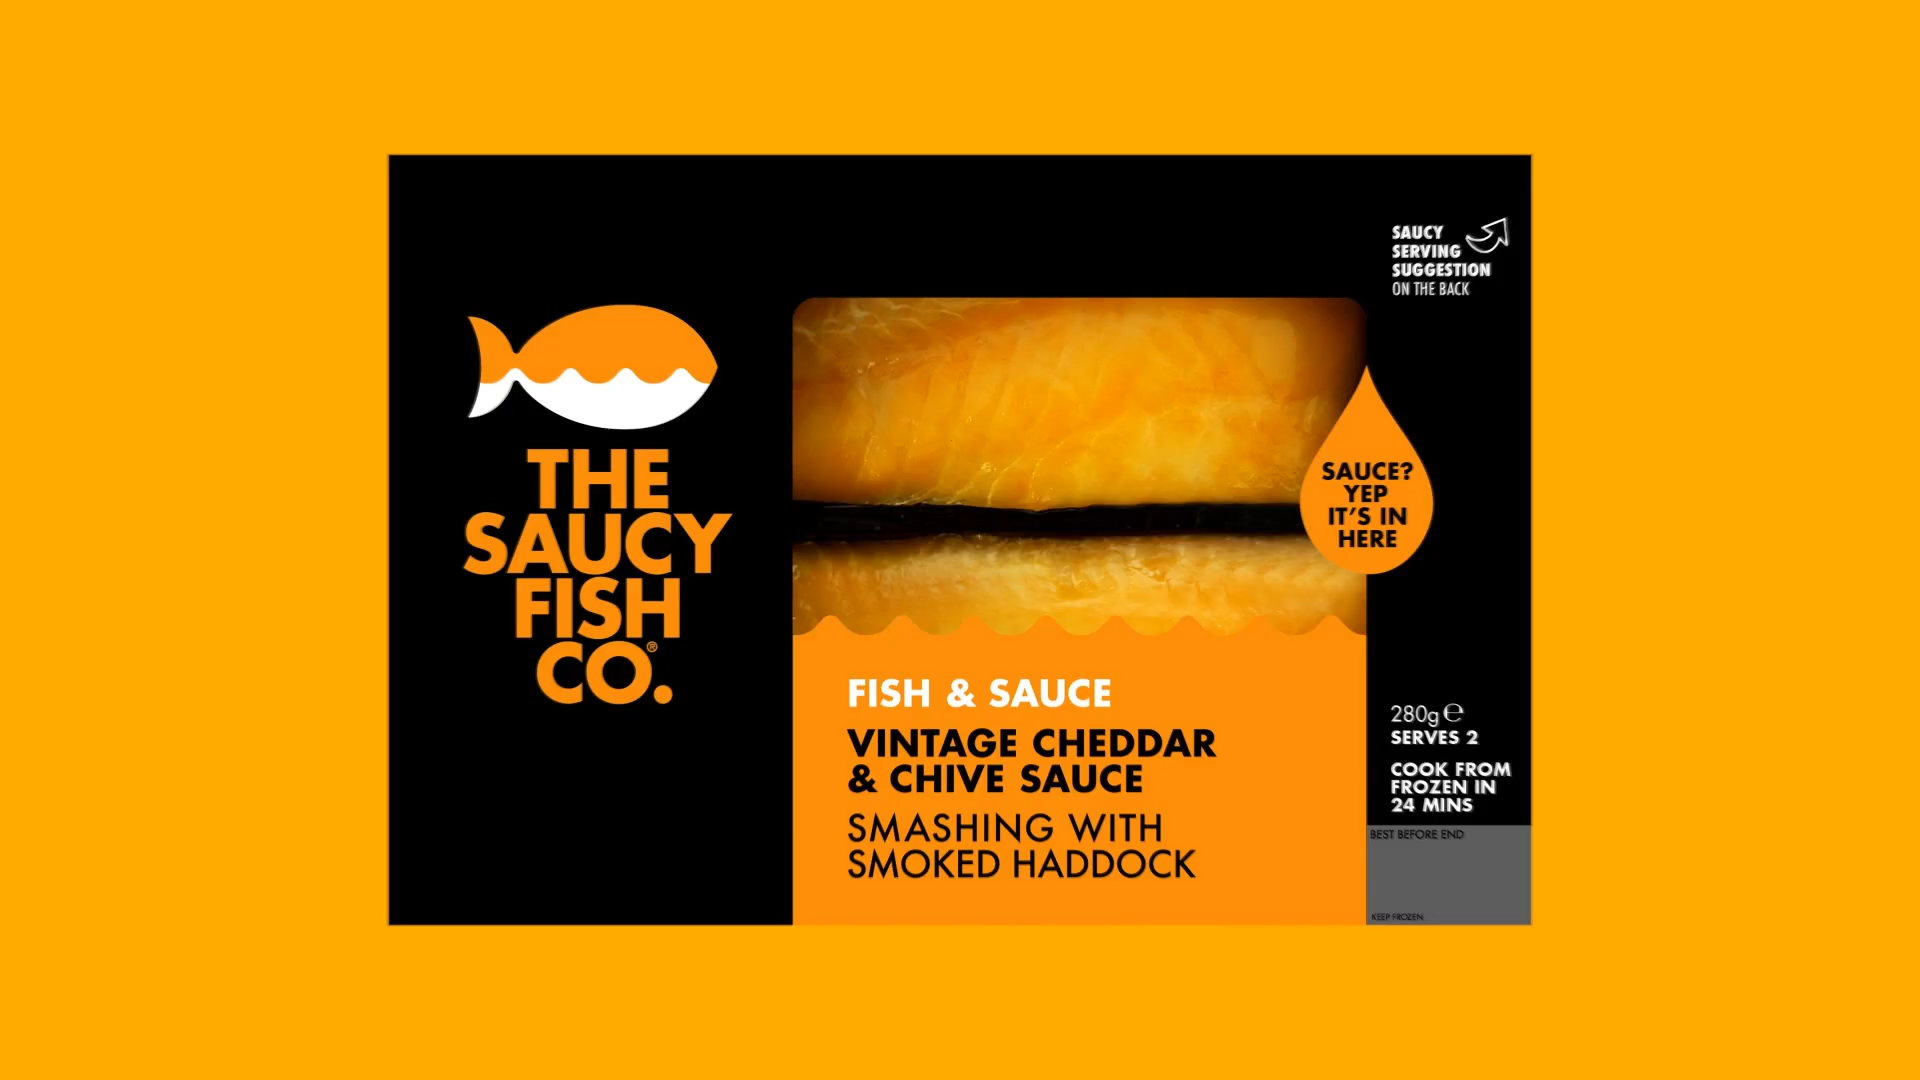 THE
SAUCY
FISH
CO.®
SAUCY
SERVING
SUGGESTION
ON THE BACK
SAUCE?
YEP
IT'S IN
HERE
FISH & SAUCE
VINTAGE CHEDDAR
& CHIVE SAUCE
SMASHING WITH
SMOKED HADDOCK
280g ℮
SERVES 2
COOK FROM
FROZEN IN
24 MINS
BEST BEFORE END
KEEP FROZEN